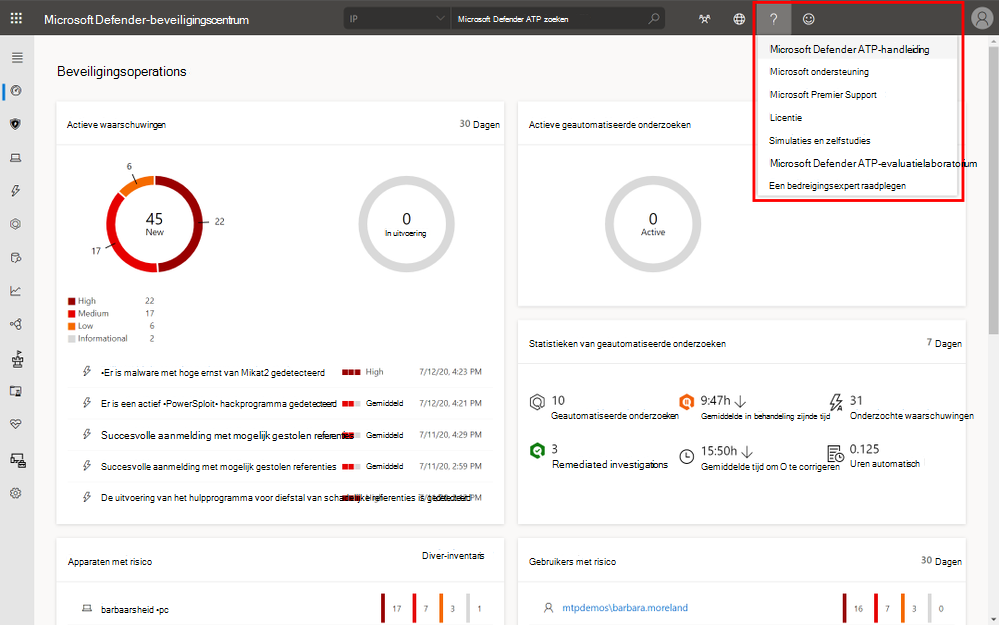 Microsoft Defender-beveiligingscentrum
IP
Microsoft Defender ATP zoeken
?
Microsoft Defender ATP-handleiding
Microsoft ondersteuning
Microsoft Premier Support
Licentie
Simulaties en zelfstudies
Microsoft Defender ATP-evaluatielaboratorium
Een bedreigingsexpert raadplegen
Beveiligingsoperations
Actieve waarschuwingen
30 Dagen
6
45
New
22
17
0
In uitvoering
High 22
Medium 17
Low 6
Informational 2
•Er is malware met hoge ernst van Mikat2 gedetecteerd High 7/12/20, 4:23 PM
Er is een actief •PowerSploit• hackprogramma gedetecteerd Gemiddeld 7/12/20, 4:21 PM
Succesvolle aanmelding met mogelijk gestolen referenties Gemiddeld 7/11/20, 4:29 PM
Succesvolle aanmelding met mogelijk gestolen referenties Gemiddeld 7/11/20, 2:59 PM
De uitvoering van het hulpprogramma voor diefstal van referenties is gedetecteerd PM
Actieve geautomatiseerde onderzoeken
0
Active
Statistieken van geautomatiseerde onderzoeken
7 Dagen
10
Geautomatiseerde onderzoeken
9:47h
Gemiddelde in behandeling zijnde tijd
31
Onderzochte waarschuwingen
3
Remediated investigations
15:50h
Gemiddelde tijd om O te corrigeren
0.125
Uren automatisch
Apparaten met risico
Diver-inventaris
barbaarsheid •pc 17 7 3 1
Gebruikers met risico
30 Dagen
mtpdemos\barbara.moreland 16 7 3 0